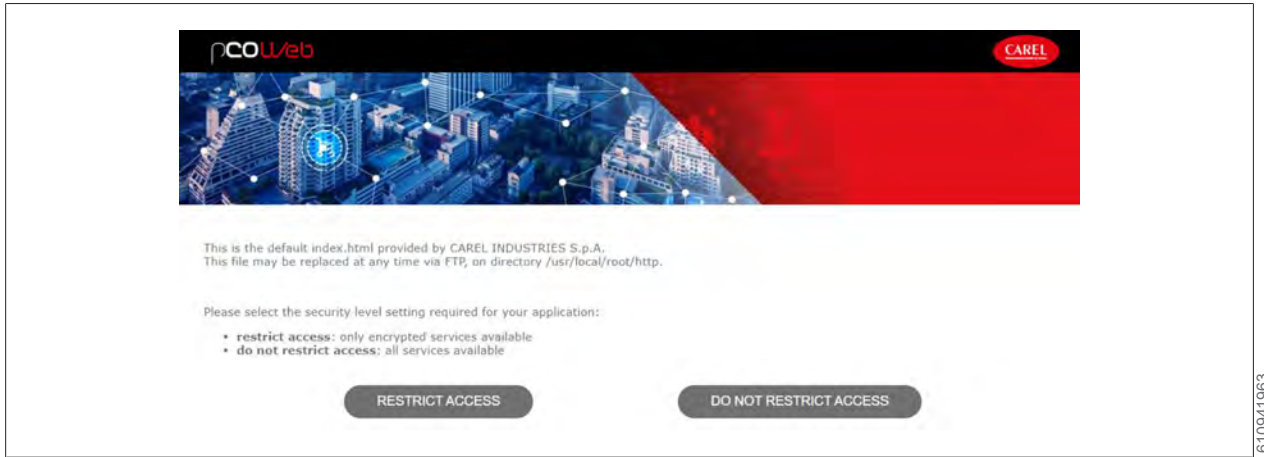 pCOWeb
CAREL
This is the default index.html provided by CAREL INDUSTRIES S.p.A.
This file may be replaced at any time via FTP, on directory /usr/local/root/http.
Please select the security level setting required for your application:
• restrict access: only encrypted services available
• do not restrict access: all services available
RESTRICT ACCESS
DO NOT RESTRICT ACCESS
610941963